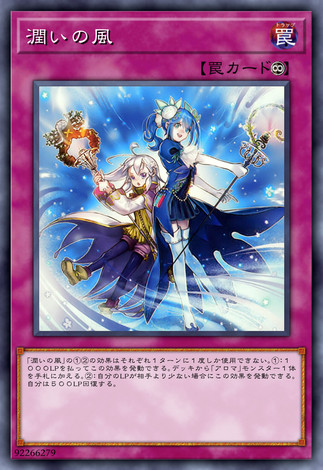 潤いの風
トラップ
罠
【罠カード】
「潤いの風」の①②の効果はそれぞれ1ターンに1度しか使用できない。①:1
000LPを払ってこの効果を発動できる。デッキから「アロマ」モンスター1体
を手札に加える。②:自分のLPが相手より少ない場合にこの効果を発動できる。
自分は500LP回復する。
92266279